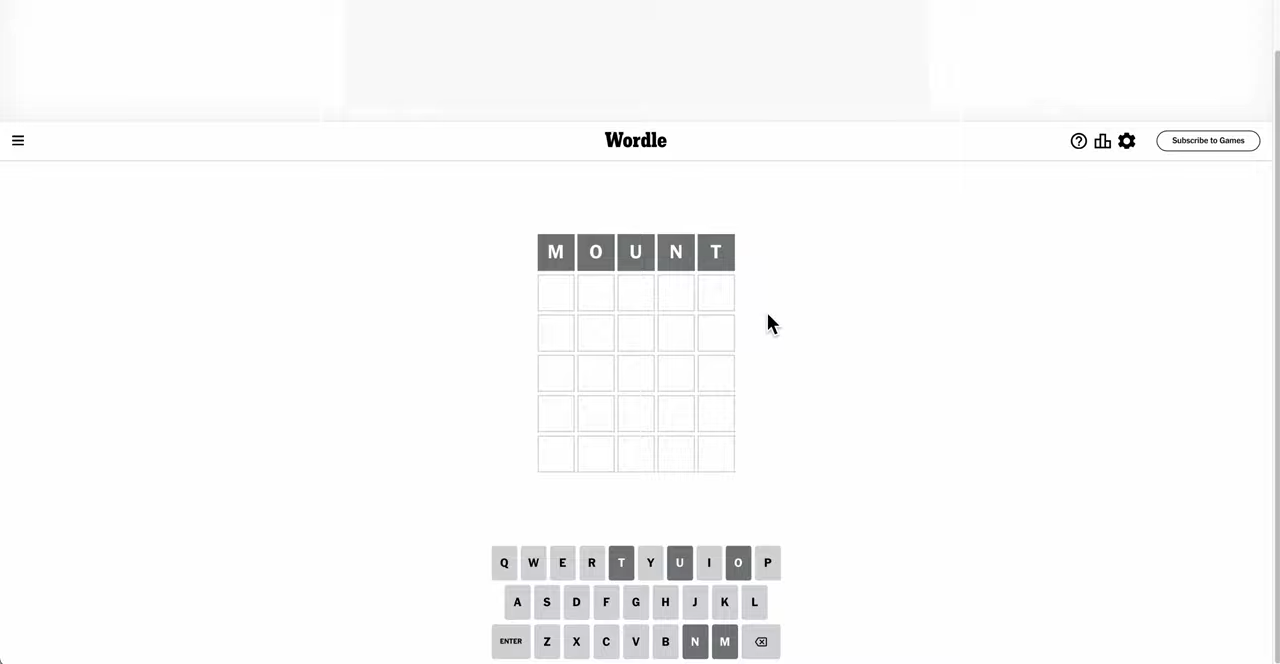 Wordle
Subscribe to Games
M O U N T
Q W E R T Y U I O P
A S D F G H J K L
ENTER Z X C V B N M